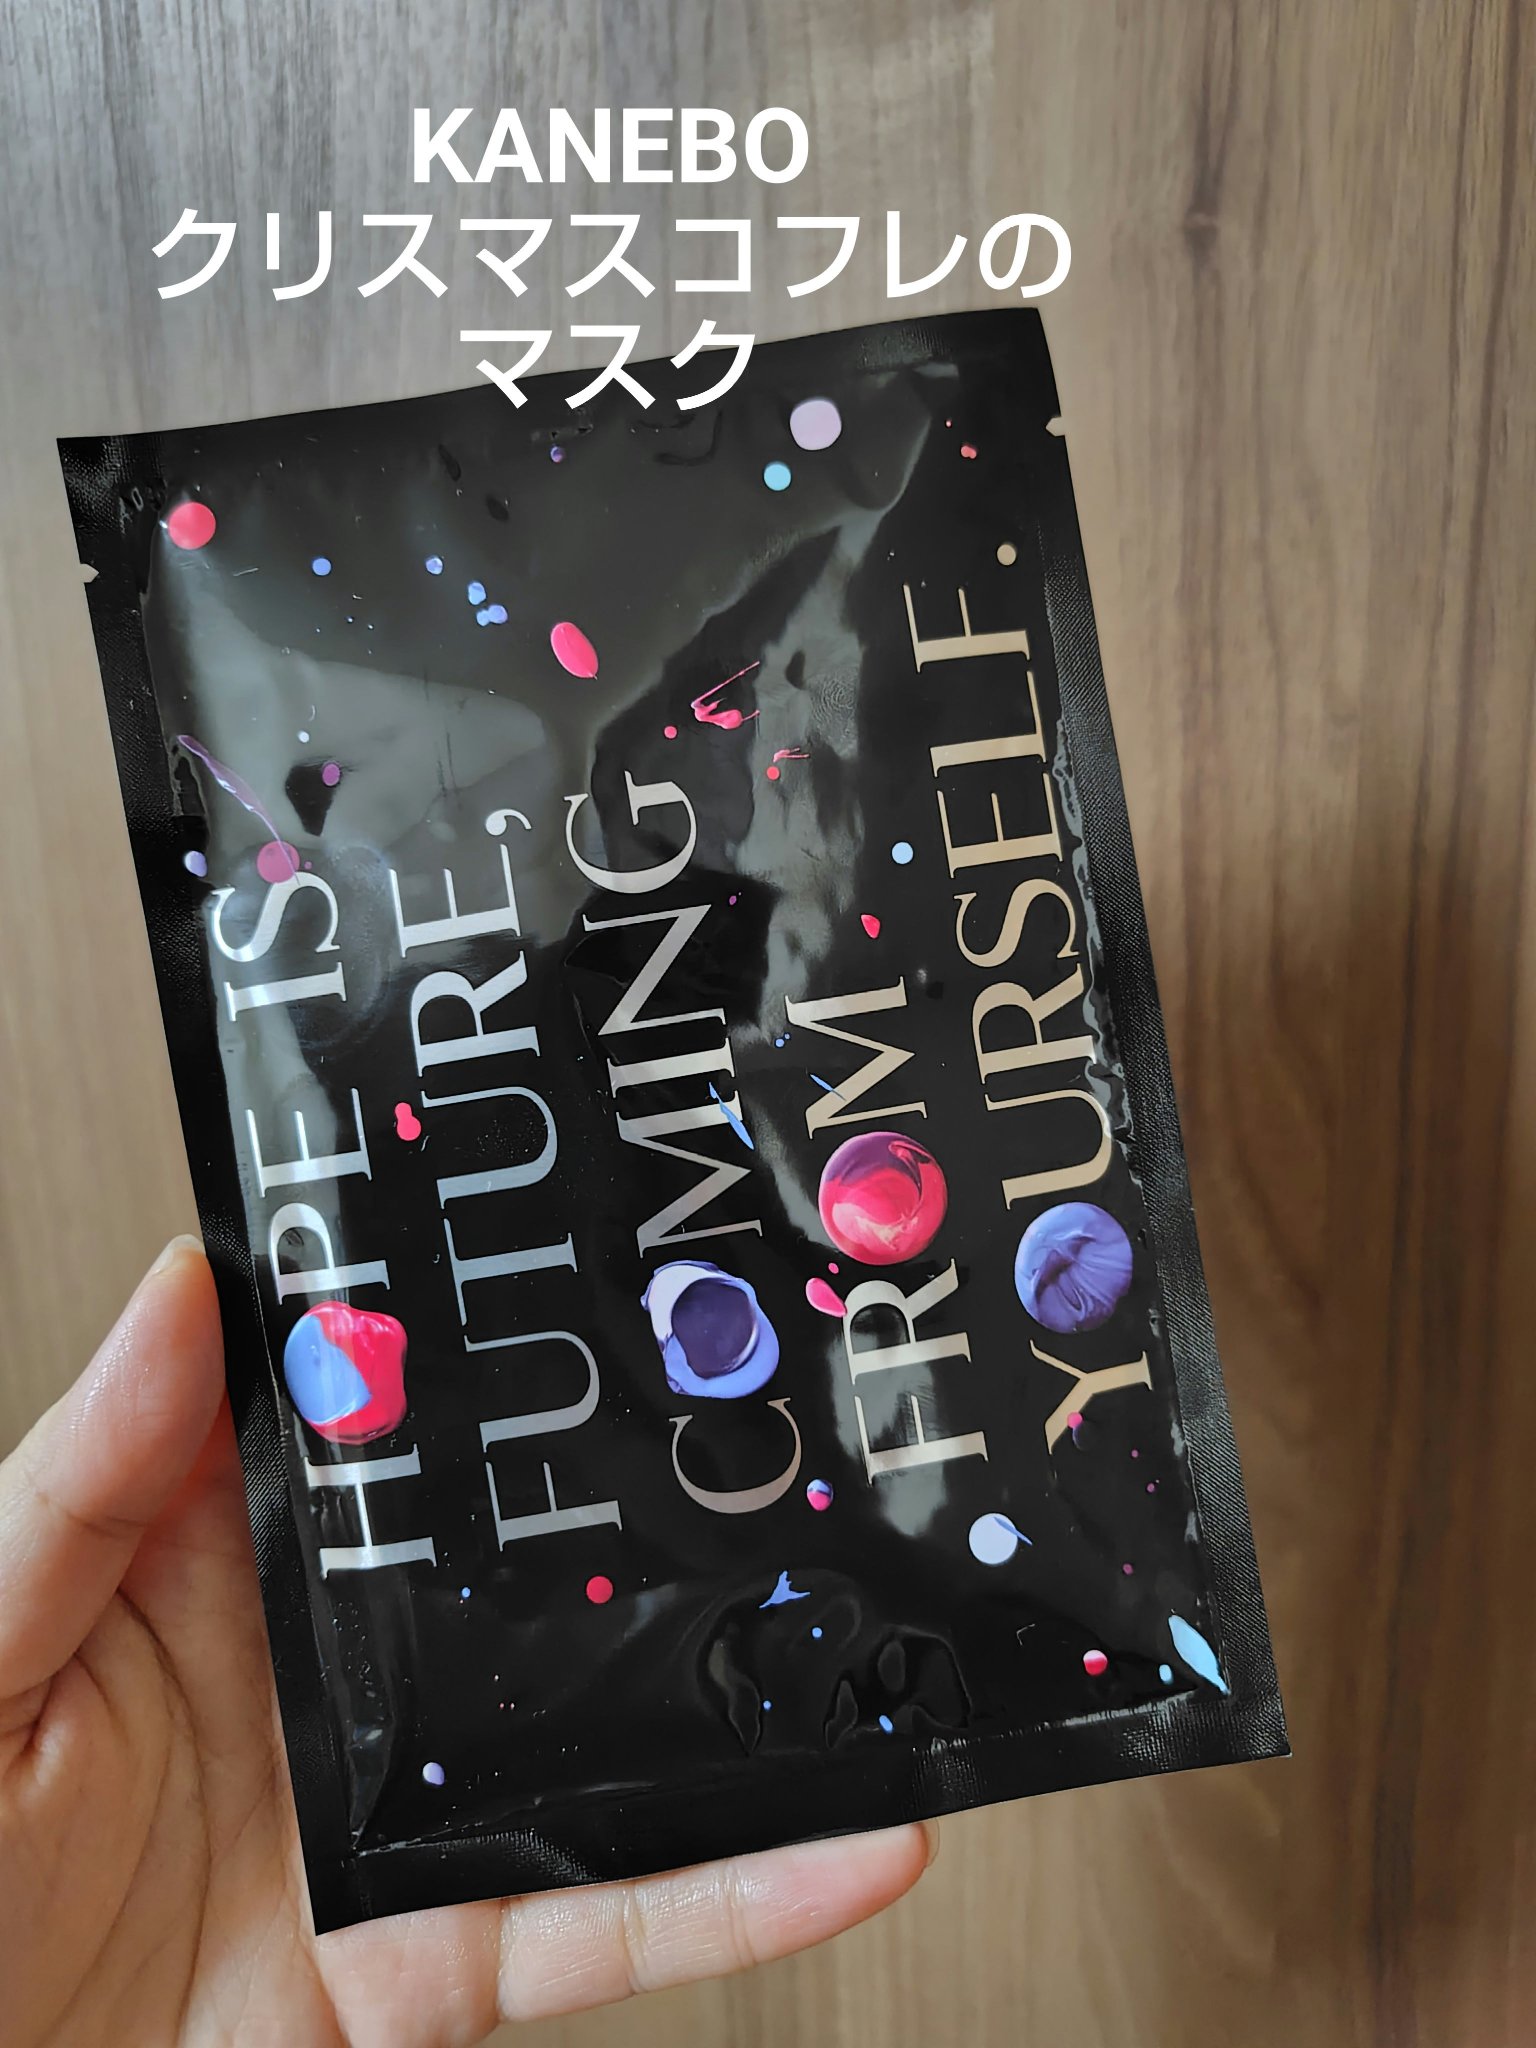 KANEBO
クリスマスコフレの
マスク
HOPE IS
FUTURE,
COMING
FROM
YOURSELF.